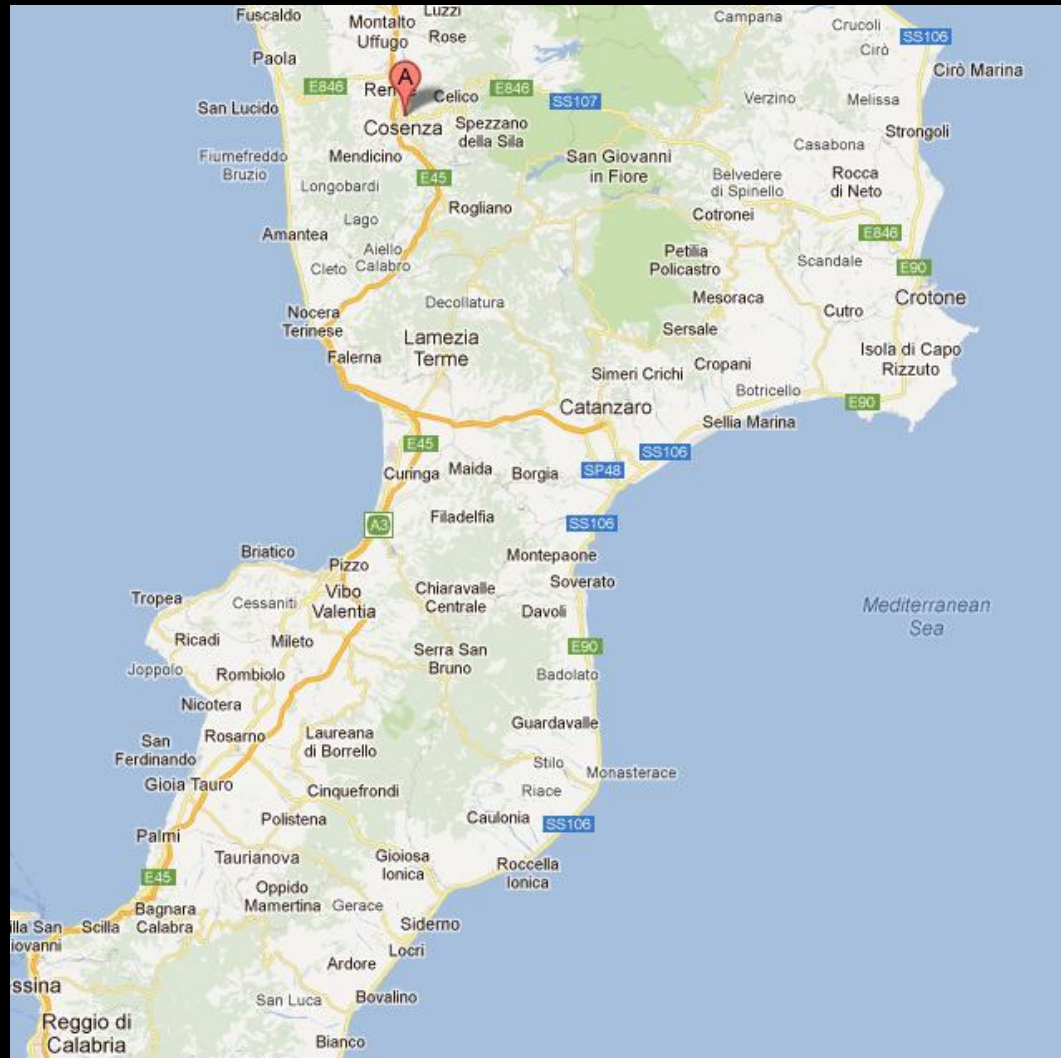 Fuscaldo
Montalto
Uffugo
Luzzi
Rose
Campana
Crucoli
SS106
Cirò
Paola
Cirò Marina
A
E846
Celico
E846
SS107
Verzino
Melissa
San Lucido
Cosenza
Spezzano
della Sila
Strongoli
Casabona
Fiumefreddo
Bruzio
Mendicino
San Giovanni
in Fiore
Belvedere
di Spinello
Rocca
di Neto
Longobardi
E45
Rogliano
Cotronei
Lago
Amantea
Aiello
Calabro
Cleto
Petilia
Policastro
E846
Scandale
E90
Decollatura
Mesoraca
Crotone
Nocera
Terinese
Cutro
Lamezia
Terme
Sersale
Falerna
Isola di Capo
Rizzuto
Simeri Crichi
Cropani
Botricello
Catanzaro
E90
Sellia Marina
E45
SS106
Curinga
Maida
Borgia
SP48
A3
Filadelfia
SS106
Briatico
Pizzo
Montepaone
Soverato
Tropea
Cessaniti
Vibo
Valentia
Chiaravalle
Centrale
Davoli
Mediterranean
Sea
Ricadi
Mileto
Serra San
Bruno
E90
Joppolo
Rombiolo
Badolato
Nicotera
Guardavalle
San
Ferdinando
Rosarno
Laureana
di Borrello
Stilo
Monasterace
Gioia Tauro
Cinquefrondi
Riace
Polistena
Caulonia
SS106
Palmi
Taurianova
Gioiosa
Ionica
Roccella
Ionica
E45
Oppido
Mamertina
Gerace
Bagnara
Calabra
Scilla
illa San
iovanni
Siderno
Locri
Ardore
essina
San Luca
Bovalino
Reggio di
Calabria
Bianco